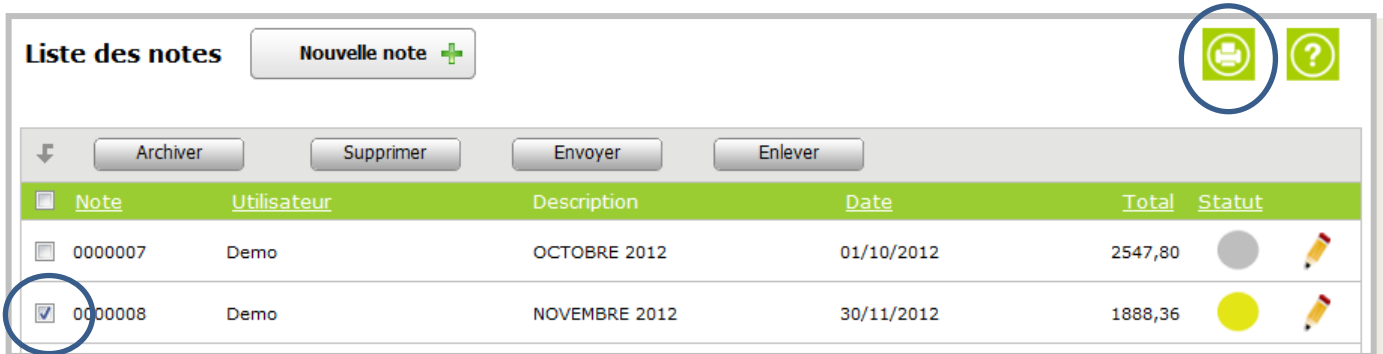 Liste des notes Nouvelle note
?
Archiver Supprimer Envoyer Enlever
Note Utilisateur Description Date Total Statut
0000007 Demo OCTOBRE 2012 01/10/2012 2547,80
0000008 Demo NOVEMBRE 2012 30/11/2012 1888,36